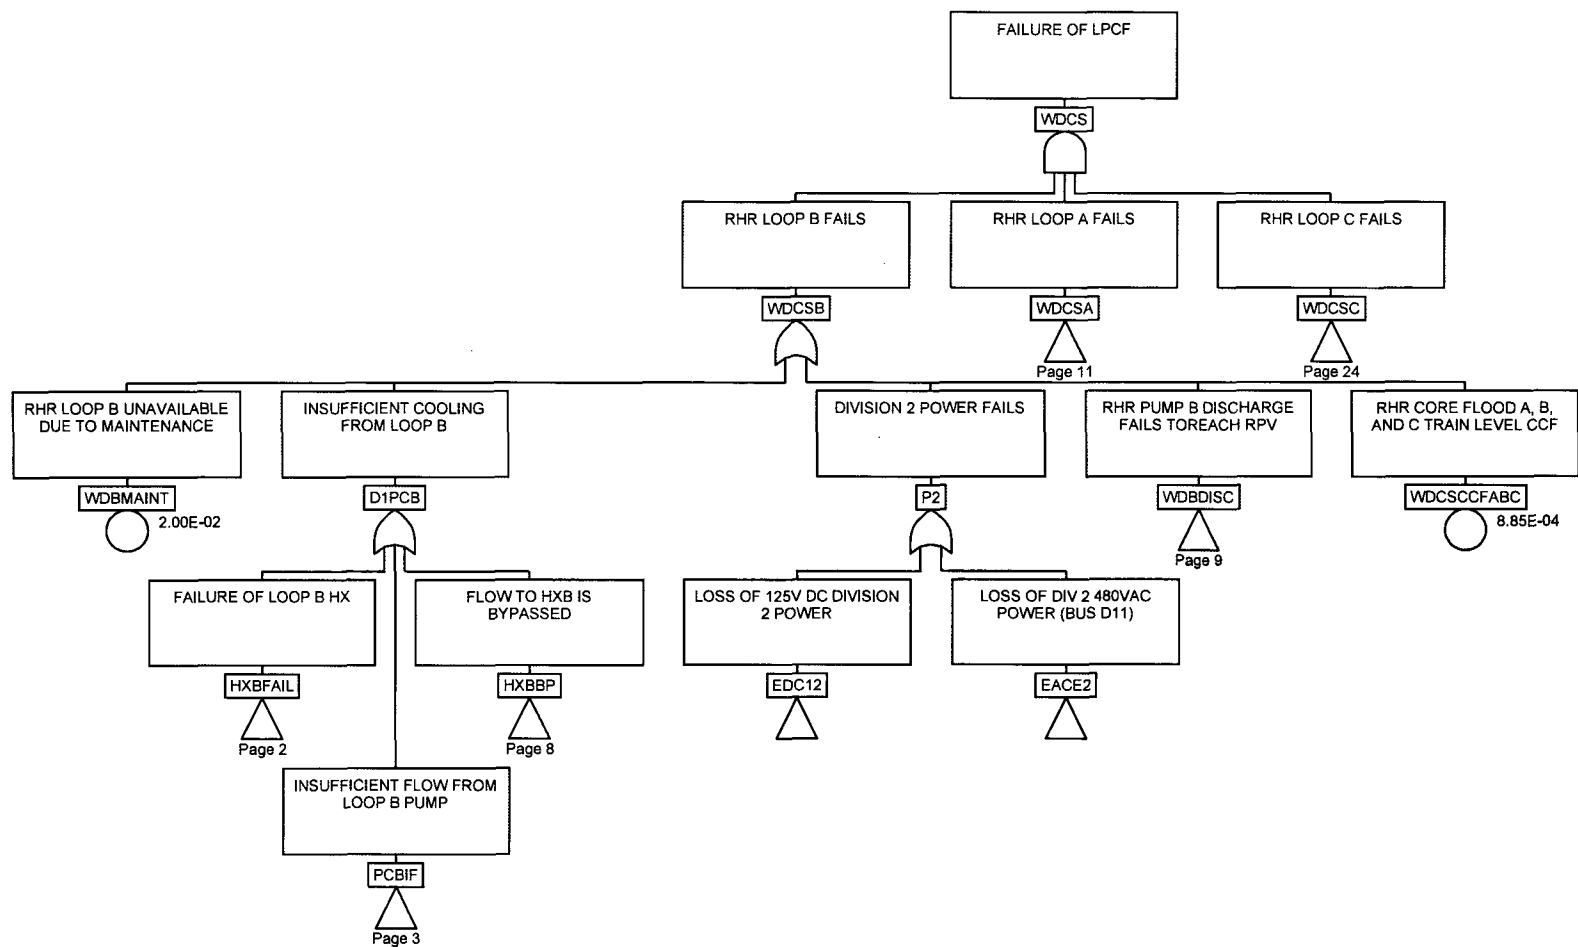 FAILURE OF LPCF
WDCS
RHR LOOP B FAILS
WDCSB
RHR LOOP A FAILS
WDCSA
Page 11
RHR LOOP C FAILS
WDCSC
Page 24
RHR LOOP B UNAVAILABLE
DUE TO MAINTENANCE
WDBMAINT
2.00E-02
INSUFFICIENT COOLING
FROM LOOP B
D1PCB
DIVISION 2 POWER FAILS
P2
RHR PUMP B DISCHARGE
FAILS TOREACH RPV
WDBDISC
Page 9
RHR CORE FLOOD A, B,
AND C TRAIN LEVEL CCF
WDCSCCFABC
8.85E-04
FAILURE OF LOOP B HX
HXBFAIL
Page 2
FLOW TO HXB IS
BYPASSED
HXBBP
Page 8
LOSS OF 125V DC DIVISION
2 POWER
EDC12
LOSS OF DIV 2 480VAC
POWER (BUS D11)
EACE2
INSUFFICIENT FLOW FROM
LOOP B PUMP
PCBIF
Page 3